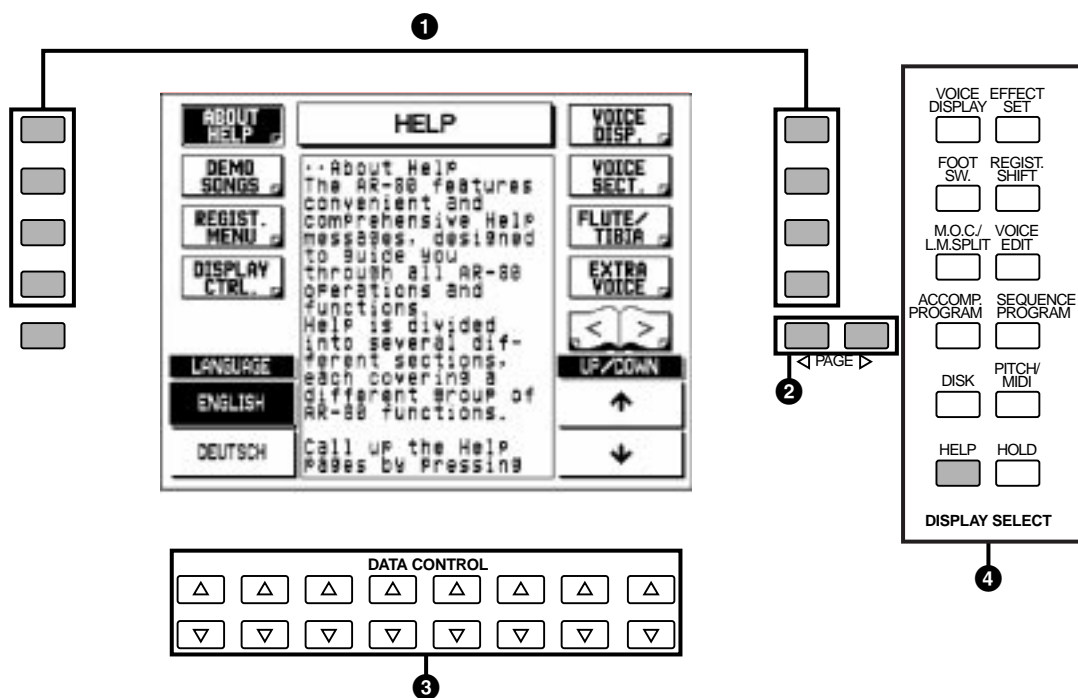 1
ABOUT
HELP
DEMO
SONGS
REGIST.
MENU
DISPLAY
CTRL.
LANGUAGE
ENGLISH
DEUTSCH
HELP
··About Help
The AR-80 features
convenient and
comprehensive Help
messages, designed
to guide you
through all AR-80
operations and
functions.
Help is divided
into several dif-
ferent sections,
each covering a
different group of
AR-80 functions.
Call up the Help
pages by pressing
VOICE
DISP.
VOICE
SECT.
FLUTE/
TIBIA
EXTRA
VOICE
< >
UP/DOWN
↑
↓
◁ PAGE ▷
2
VOICE
DISPLAY
EFFECT
SET
FOOT
SW.
REGIST.
SHIFT
M.O.C./
L.M.SPLIT
VOICE
EDIT
ACCOMP.
PROGRAM
SEQUENCE
PROGRAM
DISK
PITCH/
MIDI
HELP
HOLD
DISPLAY SELECT
4
DATA CONTROL
△ △ △ △ △ △ △ △
▽ ▽ ▽ ▽ ▽ ▽ ▽ ▽
3